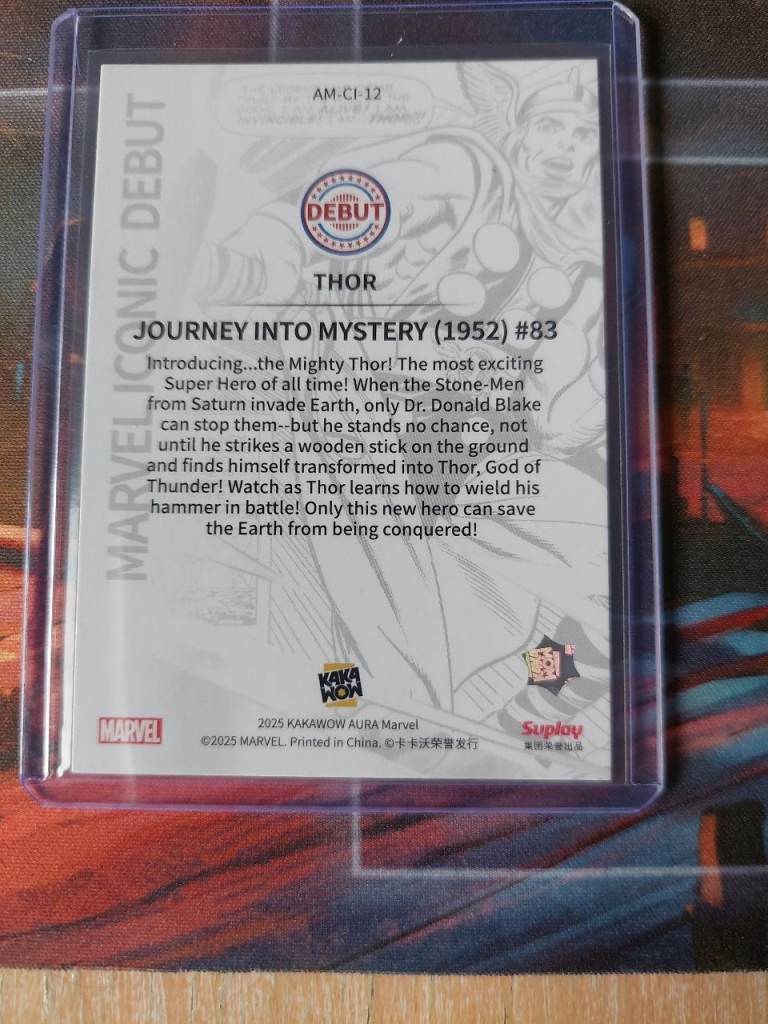 AM-CI-12
MARVEL ICONIC DEBUT
DEBUT
THOR
JOURNEY INTO MYSTERY (1952) #83
Introducing...the Mighty Thor! The most exciting
Super Hero of all time! When the Stone-Men
from Saturn invade Earth, only Dr. Donald Blake
can stop them--but he stands no chance, not
until he strikes a wooden stick on the ground
and finds himself transformed into Thor, God of
Thunder! Watch as Thor learns how to wield his
hammer in battle! Only this new hero can save
the Earth from being conquered!
KAKA
WOW
MARVEL
2025 KAKAWOW AURA Marvel
©2025 MARVEL. Printed in China. ©卡卡沃荣誉发行
Suplay
集团荣誉出品